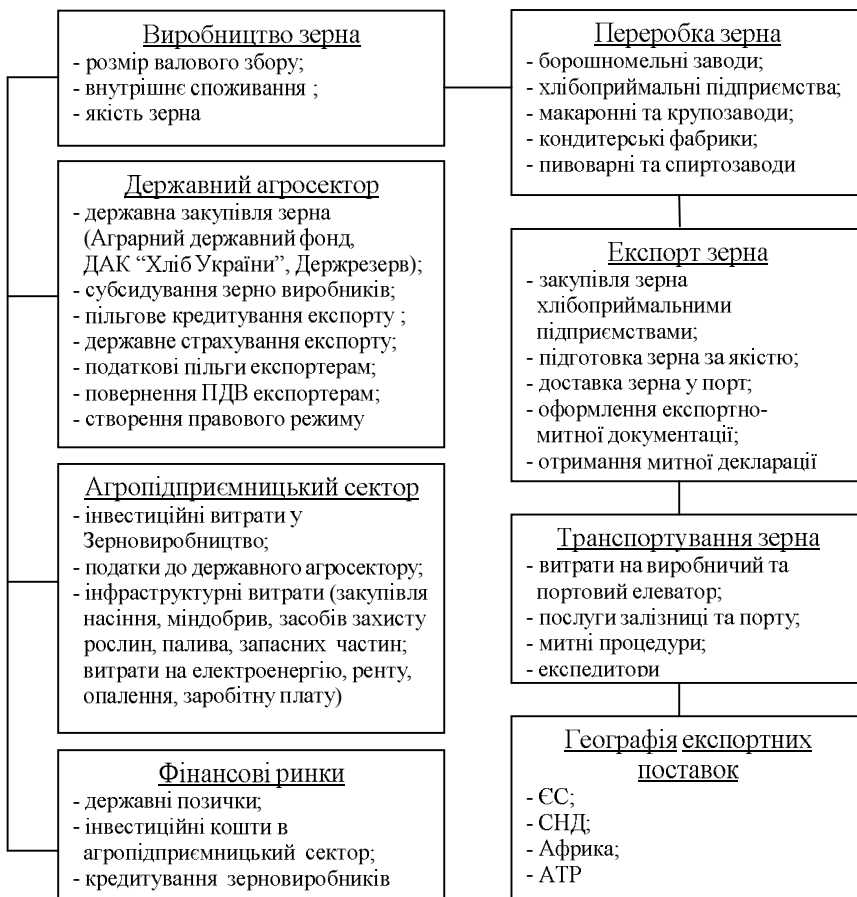 Виробництво зерна
- розмір валового збору;
- внутрішнє споживання ;
- якість зерна
Державний агросектор
- державна закупівля зерна
(Аграрний державний фонд,
ДАК “Хліб України”, Держрезерв);
- субсидування зерно виробників;
- пільгове кредитування експорту ;
- державне страхування експорту;
- податкові пільги експортерам;
- повернення ПДВ експортерам;
- створення правового режиму
Агропідприємницький сектор
- інвестиційні витрати у
Зерновиробництво;
- податки до державного агросектору;
- інфраструктурні витрати (закупівля
насіння, міндобрив, засобів захисту
рослин, палива, запасних частин;
витрати на електроенергію, ренту,
опалення, заробітну плату)
Фінансові ринки
- державні позички;
- інвестиційні кошти в
агропідприємницький сектор;
- кредитування зерновиробників
Переробка зерна
- борошномельні заводи;
- хлібоприймальні підприємства;
- макаронні та крупозаводи;
- кондитерські фабрики;
- пивоварні та спиртозаводи
Експорт зерна
- закупівля зерна
хлібоприймальними
підприємствами;
- підготовка зерна за якістю;
- доставка зерна у порт;
- оформлення експортно-
митної документації;
- отримання митної декларації
Транспортування зерна
- витрати на виробничий та
портовий елеватор;
- послуги залізниці та порту;
- митні процедури;
- експедитори
Географія експортних
поставок
- ЄС;
- СНД;
- Африка;
- АТР